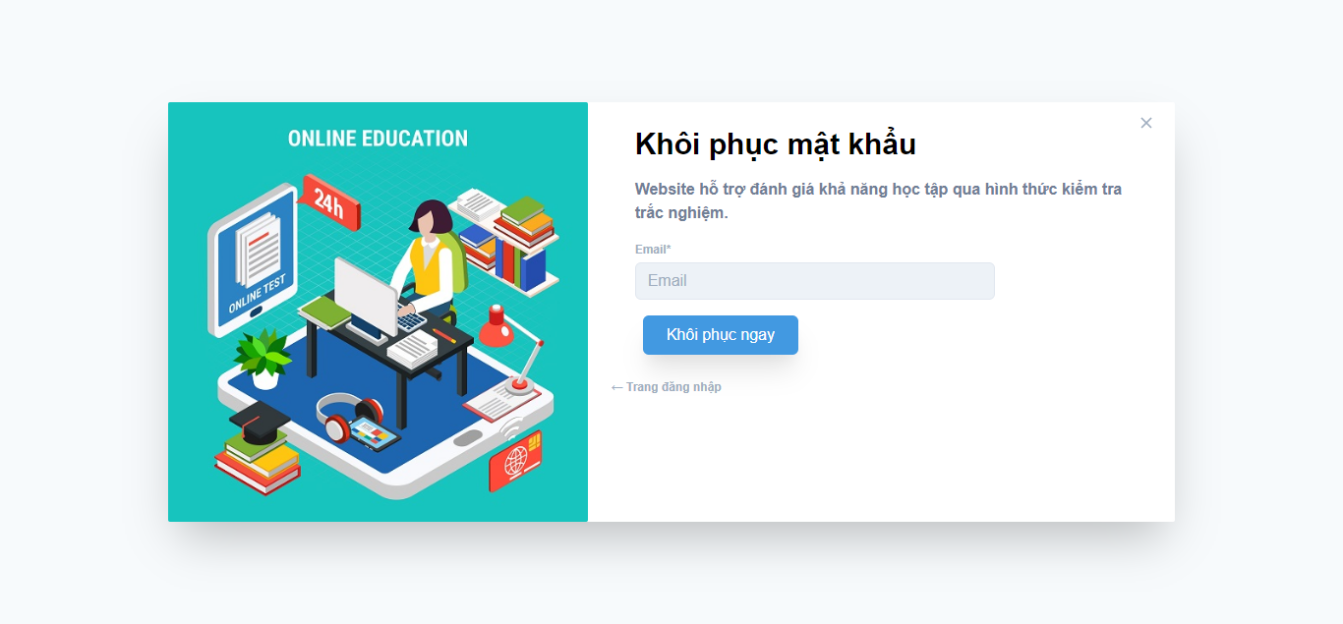 ONLINE EDUCATION
24h
ONLINE TEST
Khôi phục mật khẩu
Website hỗ trợ đánh giá khả năng học tập qua hình thức kiểm tra
trắc nghiệm.
Email*
Email
Khôi phục ngay
← Trang đăng nhập